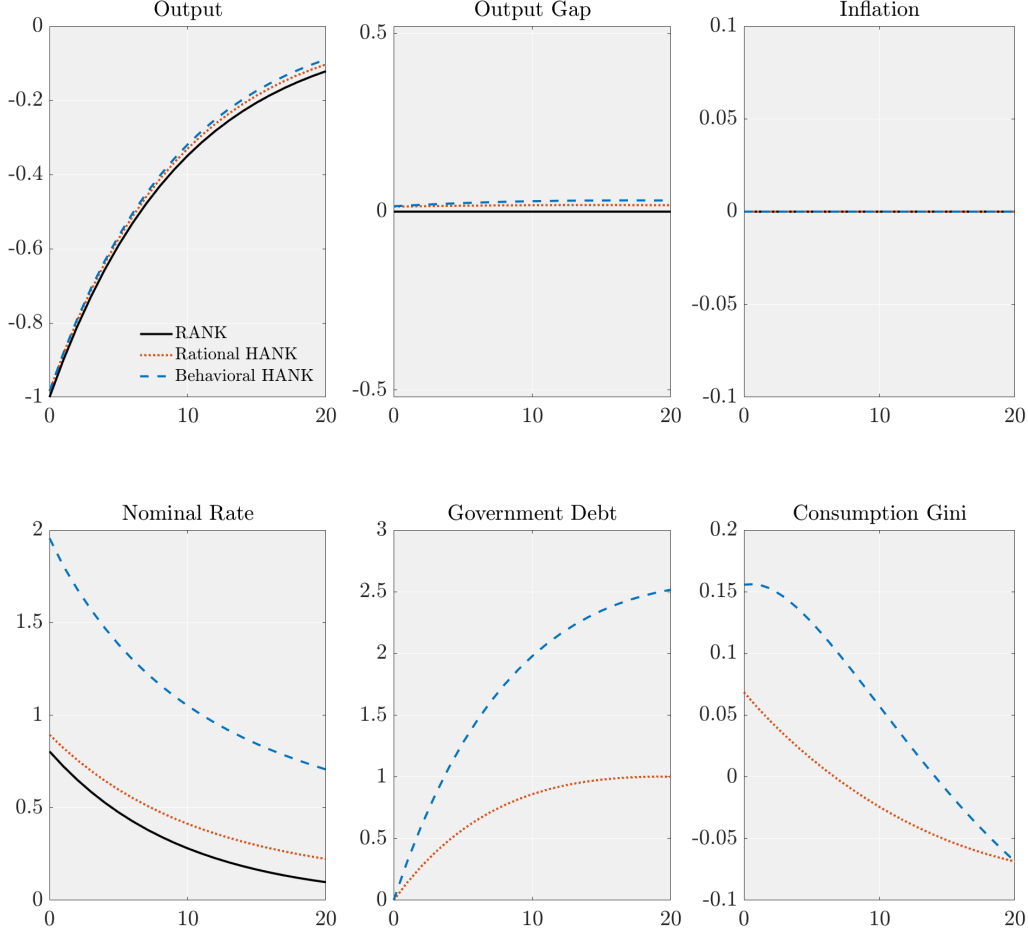 Output
0
-0.2
-0.4
-0.6
-0.8
-1
0 10 20
RANK
Rational HANK
Behavioral HANK
Output Gap
0.5
0
-0.5
0 10 20
Inflation
0.1
0.05
0
-0.05
-0.1
0 10 20
Nominal Rate
2
1.5
1
0.5
0
0 10 20
Government Debt
3
2.5
2
1.5
1
0.5
0
0 10 20
Consumption Gini
0.2
0.15
0.1
0.05
0
-0.05
-0.1
0 10 20